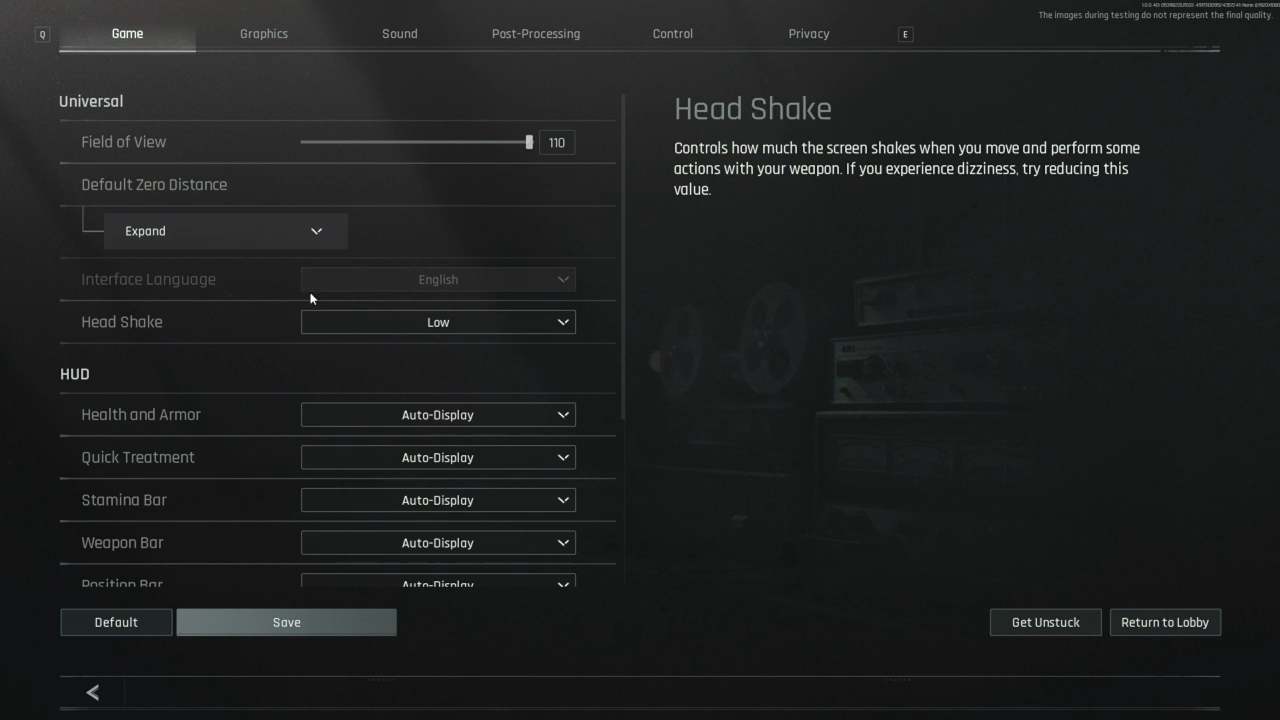 The images during testing do not represent the final quality.
Q
Game
Graphics
Sound
Post-Processing
Control
Privacy
E
Universal
Field of View
110
Default Zero Distance
Expand
Interface Language
English
Head Shake
Low
HUD
Health and Armor
Auto-Display
Quick Treatment
Auto-Display
Stamina Bar
Auto-Display
Weapon Bar
Auto-Display
Position Bar
Auto-Display
Head Shake
Controls how much the screen shakes when you move and perform some
actions with your weapon. If you experience dizziness, try reducing this
value.
Default
Save
Get Unstuck
Return to Lobby